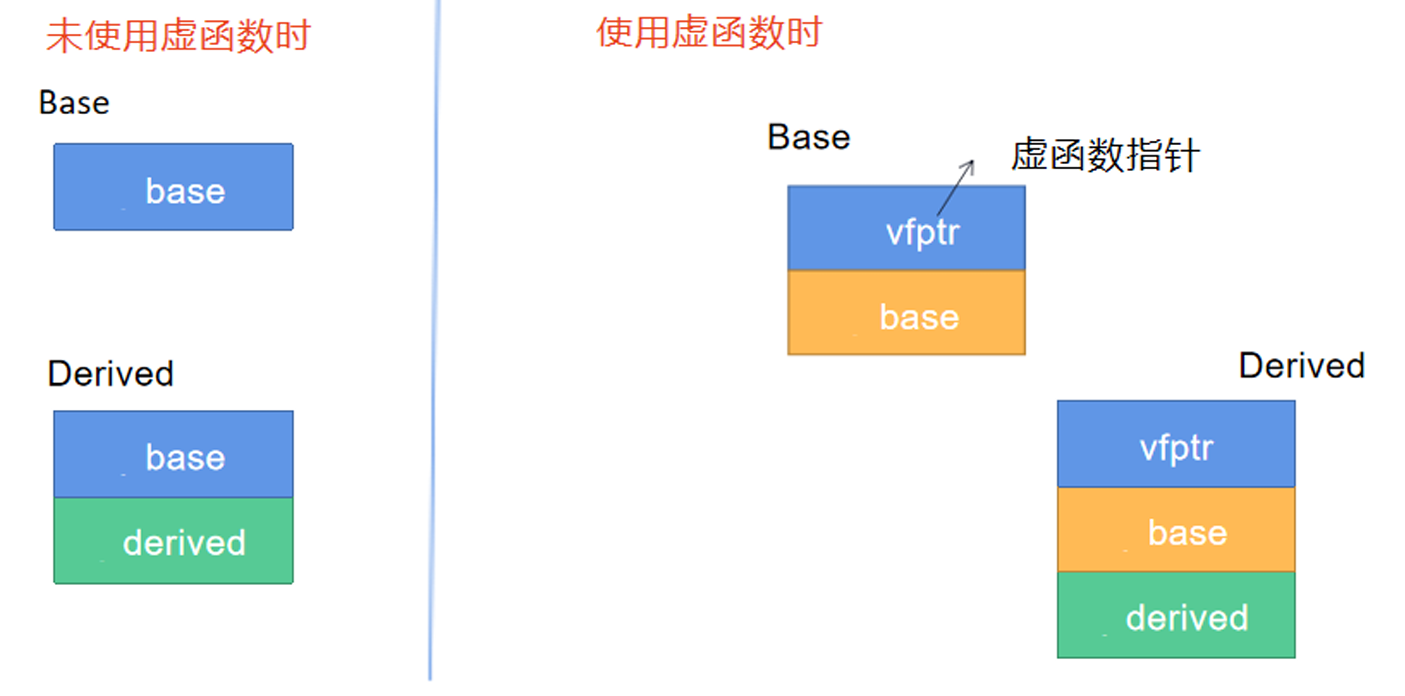 未使用虚函数时
Base
base
Derived
base
derived
使用虚函数时
Base
虚函数指针
vfptr
base
Derived
vfptr
base
derived